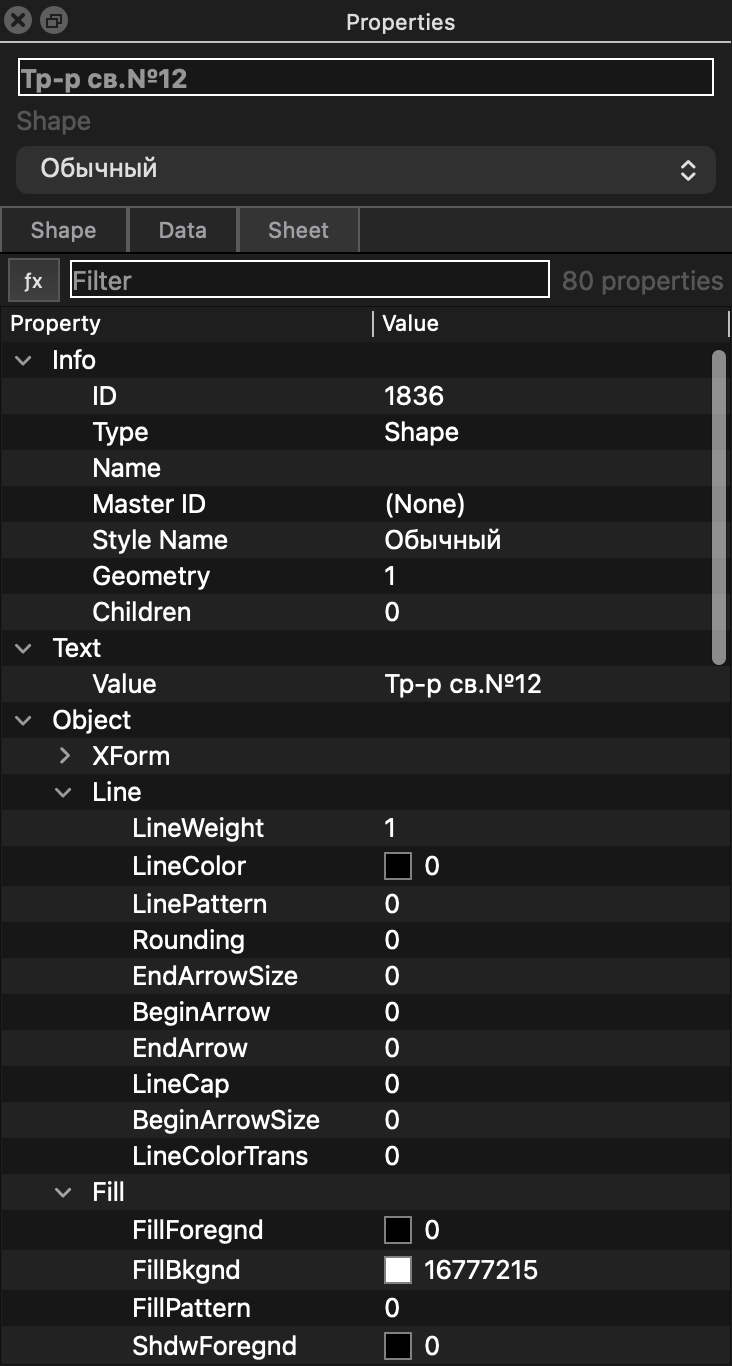 Properties
Тр-р св.№12
Shape
Обычный
Shape Data Sheet
ƒx Filter 80 properties
Property Value
Info
ID 1836
Type Shape
Name
Master ID (None)
Style Name Обычный
Geometry 1
Children 0
Text
Value Тр-р св.№12
Object
XForm
Line
LineWeight 1
LineColor 0
LinePattern 0
Rounding 0
EndArrowSize 0
BeginArrow 0
EndArrow 0
LineCap 0
BeginArrowSize 0
LineColorTrans 0
Fill
FillForegnd 0
FillBkgnd 16777215
FillPattern 0
ShdwForegnd 0